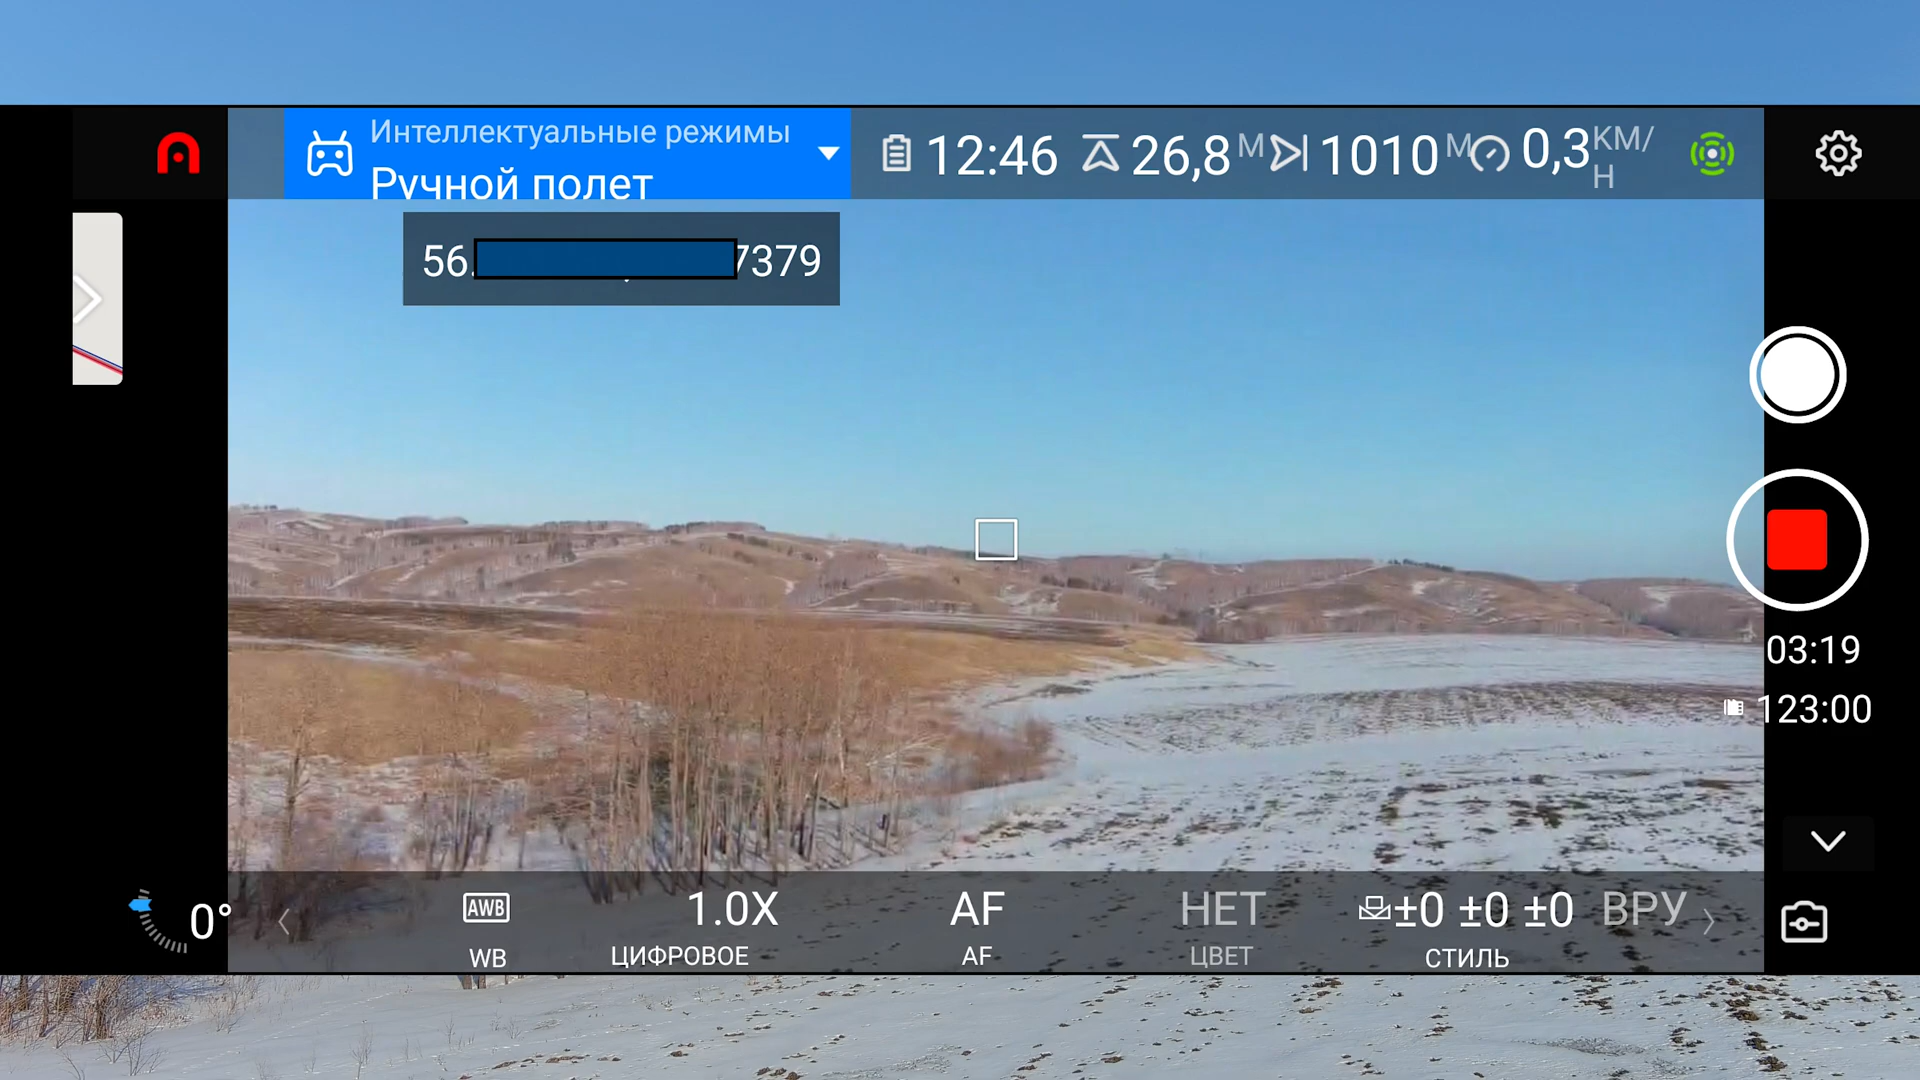 Интеллектуальные режимы
Ручной полет
12:46 26,8 М 1010 М 0,3 KM/H
56. 7379
03:19
123:00
0°
AWB 1.0X AF НЕТ ±0 ±0 ±0 ВРУ
WB ЦИФРОВОЕ AF ЦВЕТ СТИЛЬ